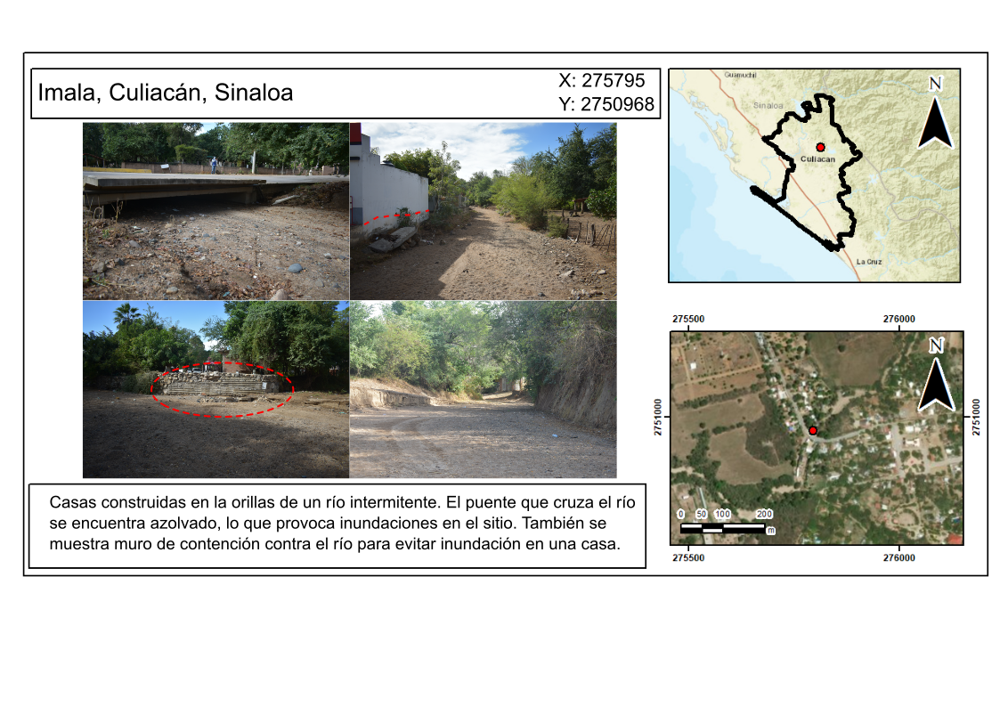 Imala, Culiacán, Sinaloa
X: 275795
Y: 2750968
Guamuchil
Sinaloa
Culiacan
La Cruz
N
275500 276000
N
2751000 2751000
0 50 100 200
m
275500 276000
Casas construidas en la orillas de un río intermitente. El puente que cruza el río
se encuentra azolvado, lo que provoca inundaciones en el sitio. También se
muestra muro de contención contra el río para evitar inundación en una casa.